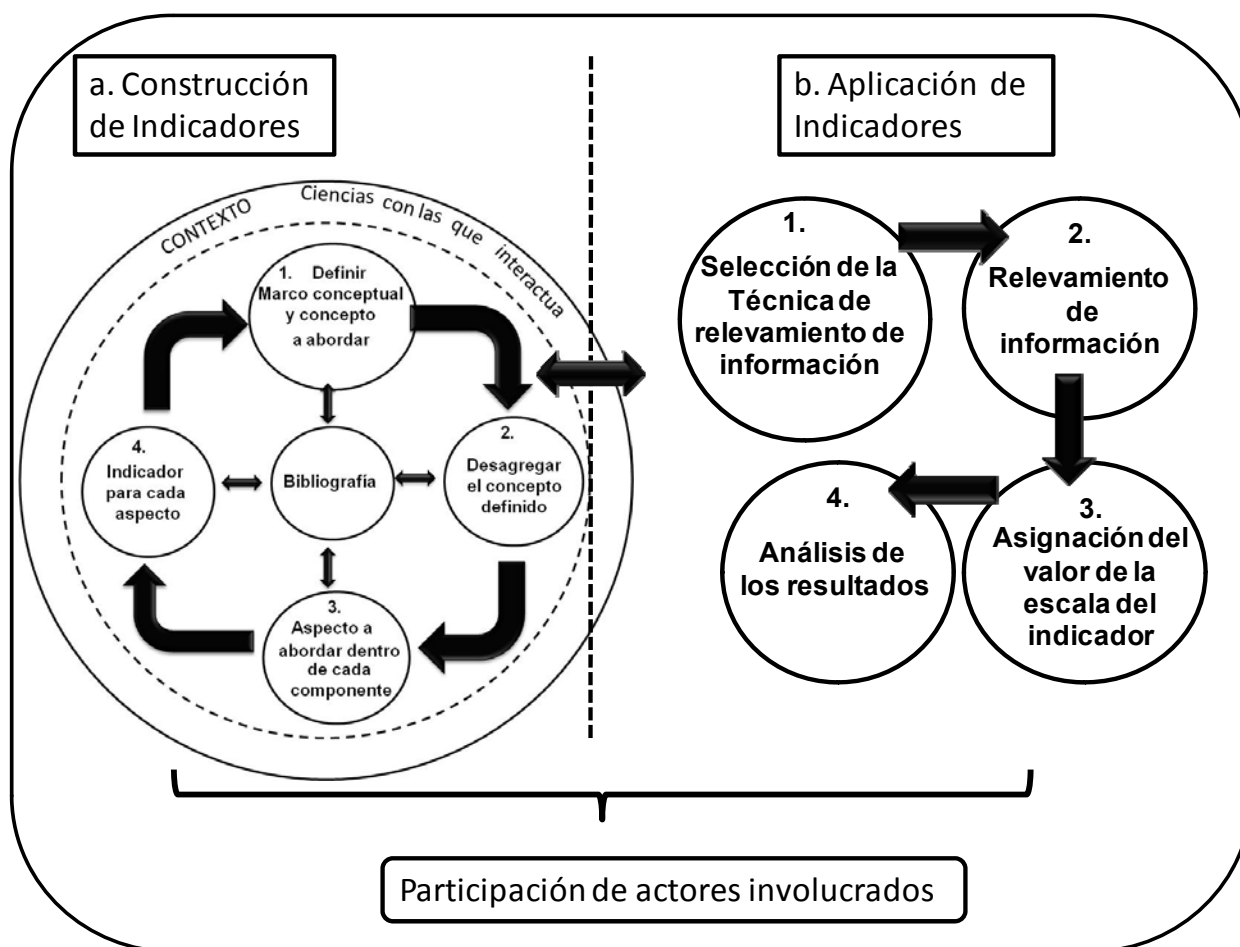 a. Construcción
de Indicadores
CONTEXTO
Ciencias con las que interactua
1. Definir
Marco conceptual
y concepto
a abordar
2.
Desagregar
el concepto
definido
3.
Aspecto a
abordar dentro
de cada
componente
4.
Indicador
para cada
aspecto
Bibliografía
b. Aplicación de
Indicadores
1.
Selección de la
Técnica de
relevamiento de
información
2.
Relevamiento
de
información
3.
Asignación del
valor de la
escala del
indicador
4.
Análisis de
los resultados
Participación de actores involucrados